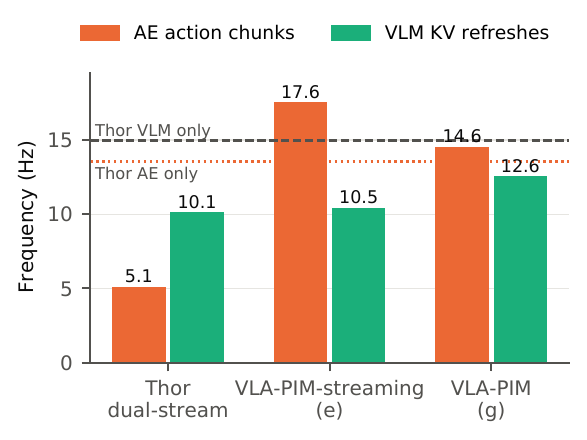 AE action chunks VLM KV refreshes
Frequency (Hz)
15
10
5
0
Thor VLM only
Thor AE only
5.1
10.1
17.6
10.5
14.6
12.6
Thor
dual-stream
VLA-PIM-streaming
(e)
VLA-PIM
(g)